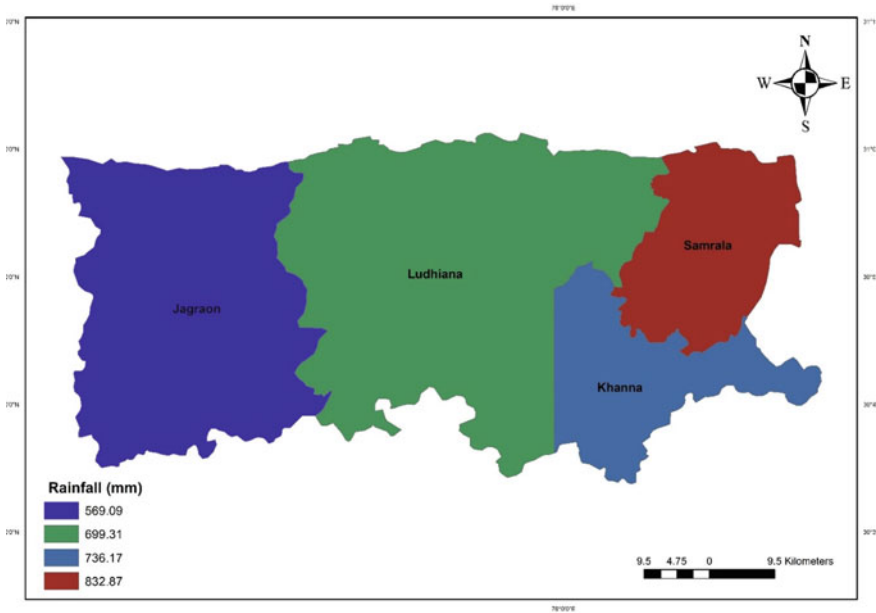 N
W E
S
Samrala
Ludhiana
Jagraon
Khanna
Rainfall (mm)
569.09
699.31
736.17
832.87
9.5 4.75 0 9.5 Kilometers